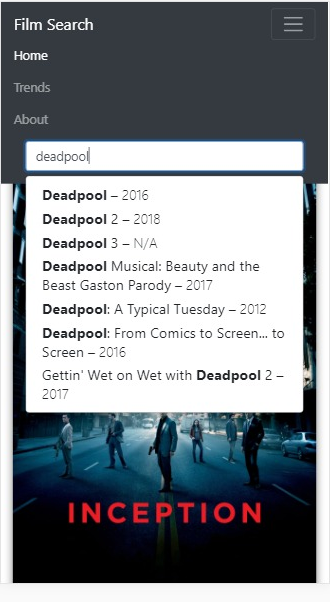 Film Search
Home
Trends
About
deadpool
Deadpool – 2016
Deadpool 2 – 2018
Deadpool 3 – N/A
Deadpool Musical: Beauty and the
Beast Gaston Parody – 2017
Deadpool: A Typical Tuesday – 2012
Deadpool: From Comics to Screen... to
Screen – 2016
Gettin' Wet on Wet with Deadpool 2 –
2017
INCEPTION